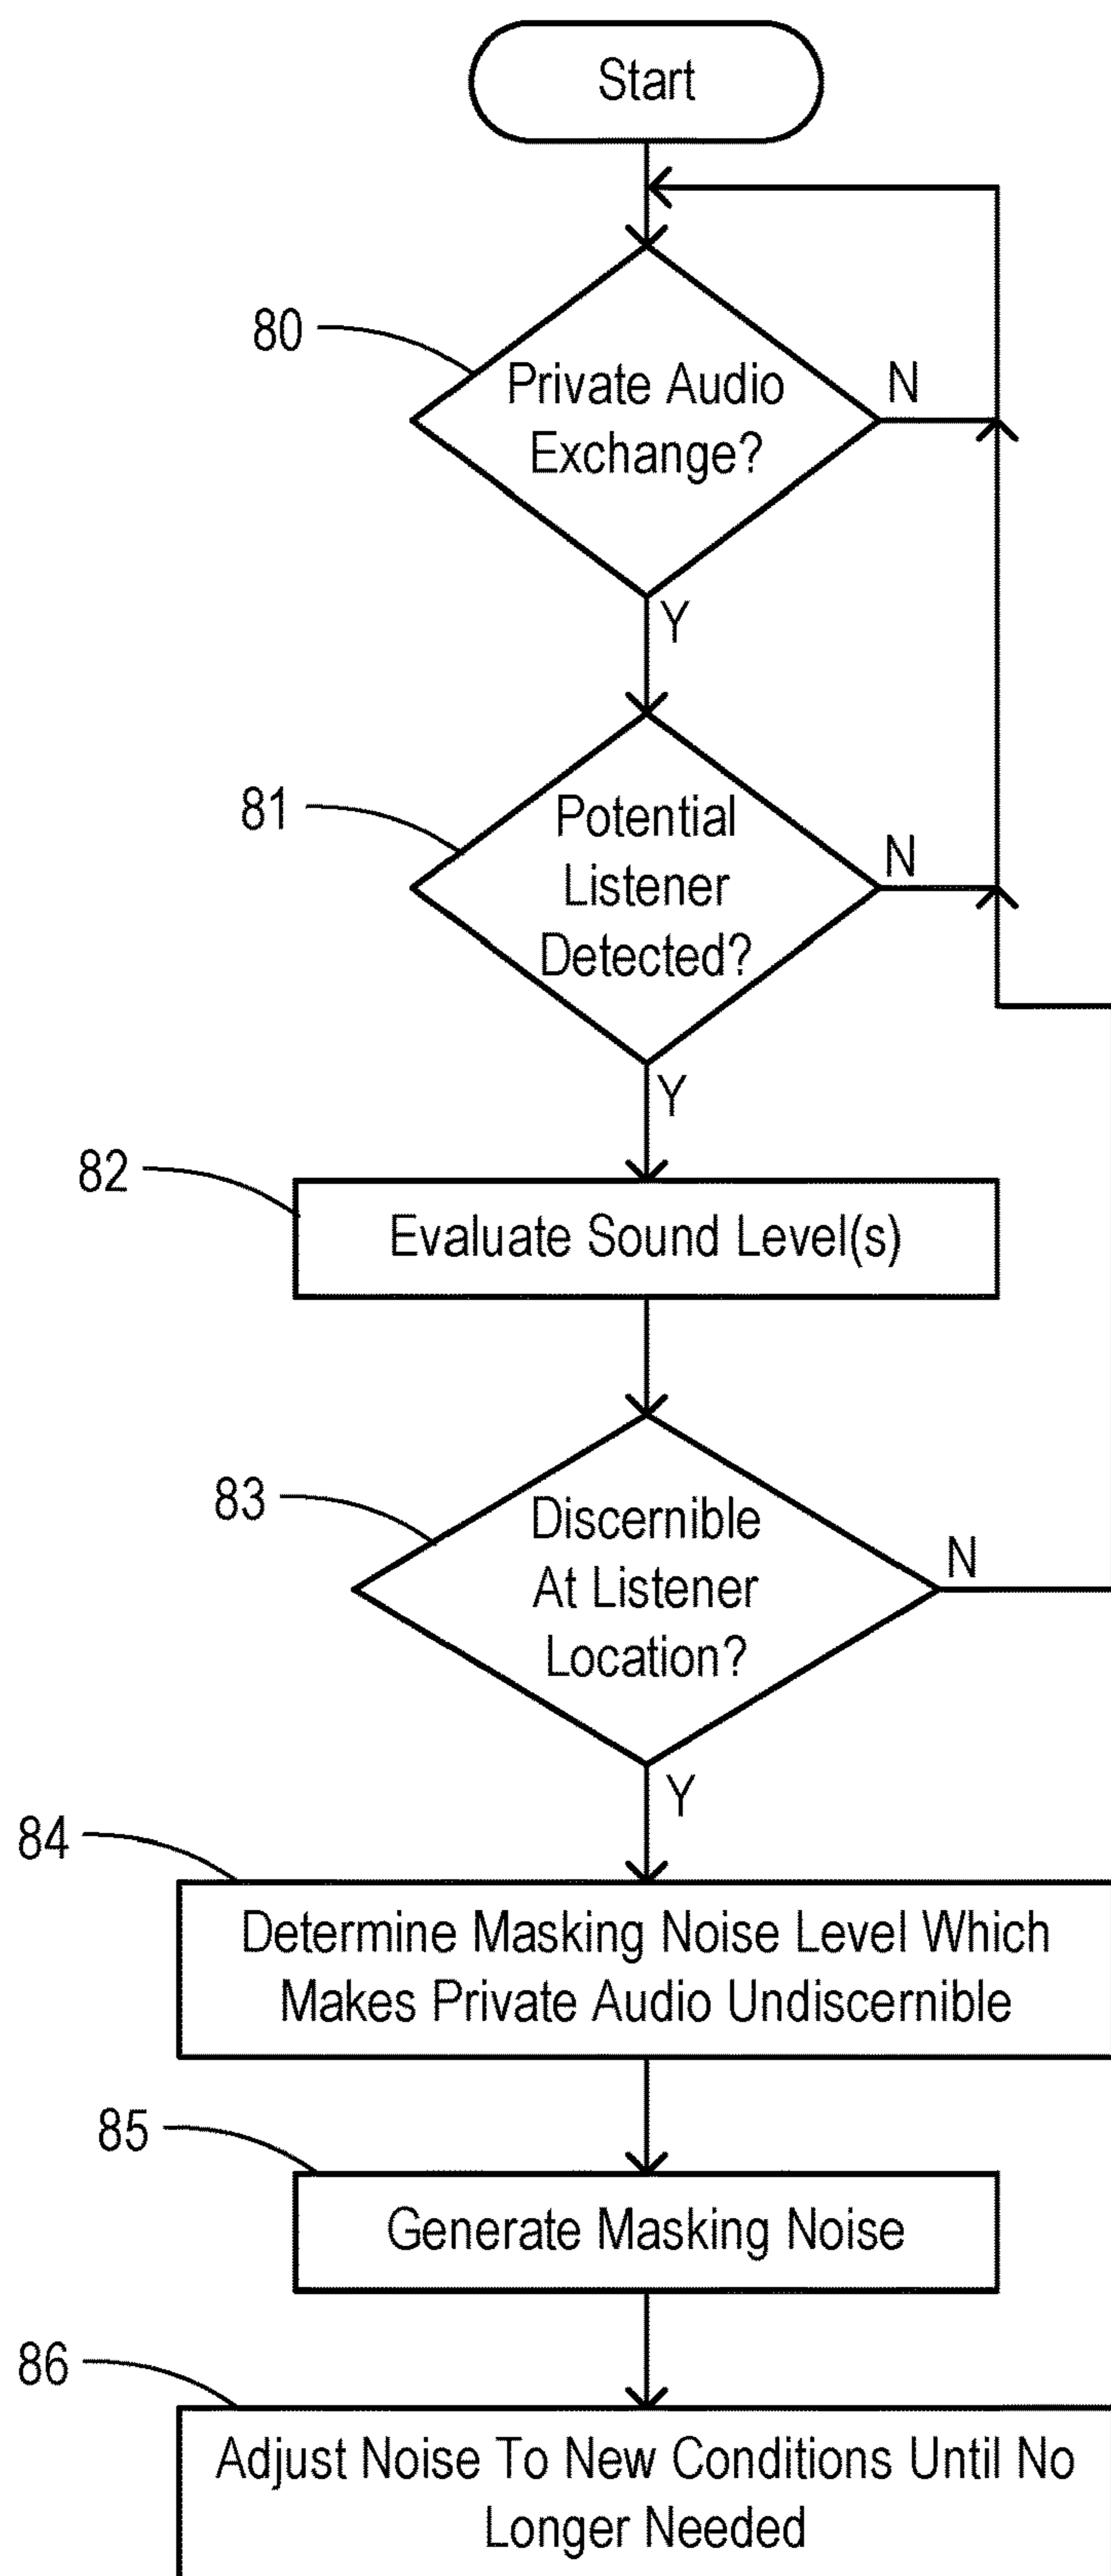 Start
80
Private Audio
Exchange?
N
Y
81
Potential
Listener
Detected?
N
Y
82
Evaluate Sound Level(s)
83
Discernible
At Listener
Location?
N
Y
84
Determine Masking Noise Level Which
Makes Private Audio Undiscernible
85
Generate Masking Noise
86
Adjust Noise To New Conditions Until No
Longer Needed